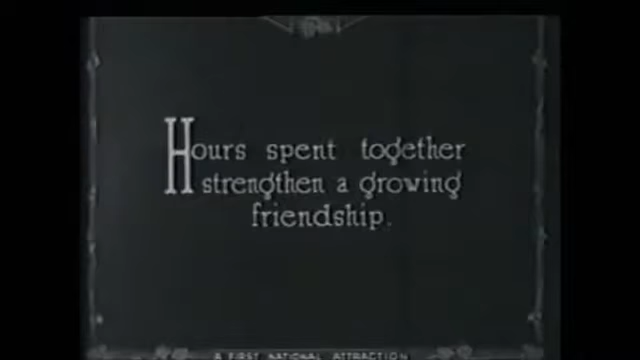 Hours spent together
strengthen a growing
friendship.
A FIRST NATIONAL ATTRACTION